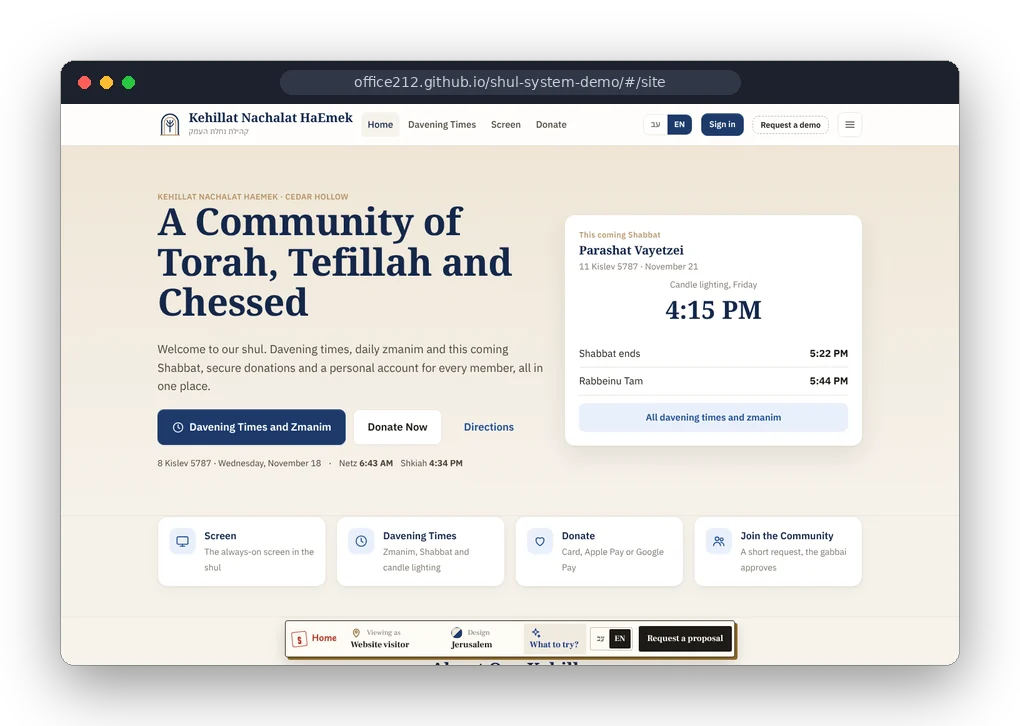 office212.github.io/shul-system-demo/#/site
Kehillat Nachalat HaEmek
קהילת נחלת העמק
Home
Davening Times
Screen
Donate
עב
EN
Sign in
Request a demo
KEHILLAT NACHALAT HAEMEK · CEDAR HOLLOW
A Community of
Torah, Tefillah and
Chessed
Welcome to our shul. Davening times, daily zmanim and this coming
Shabbat, secure donations and a personal account for every member, all in
one place.
Davening Times and Zmanim
Donate Now
Directions
8 Kislev 5787 · Wednesday, November 18 · Netz 6:43 AM Shkiah 4:34 PM
This coming Shabbat
Parashat Vayetzei
11 Kislev 5787 · November 21
Candle lighting, Friday
4:15 PM
Shabbat ends 5:22 PM
Rabbeinu Tam 5:44 PM
All davening times and zmanim
Screen
The always-on screen in the
shul
Davening Times
Zmanim, Shabbat and
candle lighting
Donate
Card, Apple Pay or Google
Pay
Join the Community
A short request, the gabbai
approves
$ Home
Viewing as
Website visitor
Design
Jerusalem
What to try?
עב
EN
Request a proposal